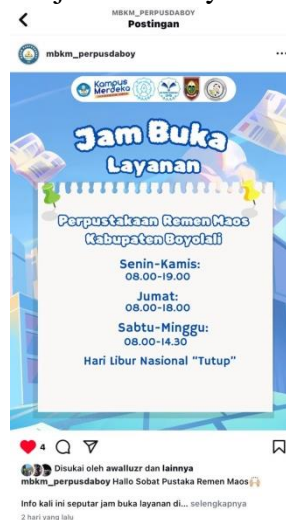 MBKM_PERPUSDABOY
Postingan
mbkm_perpusdaboy
Kampus
Merdeka
Jam Buka
Layanan
Perpustakaan Remen Maos
Kabupaten Boyolali
Senin-Kamis:
08.00-19.00
Jumat:
08.00-18.00
Sabtu-Minggu:
08.00-14.30
Hari Libur Nasional "Tutup"
4
Disukai oleh awalluzr dan lainnya
mbkm_perpusdaboy Hallo Sobat Pustaka Remen Maos🙌
Info kali ini seputar jam buka layanan di... selengkapnya
2 hari yang lalu